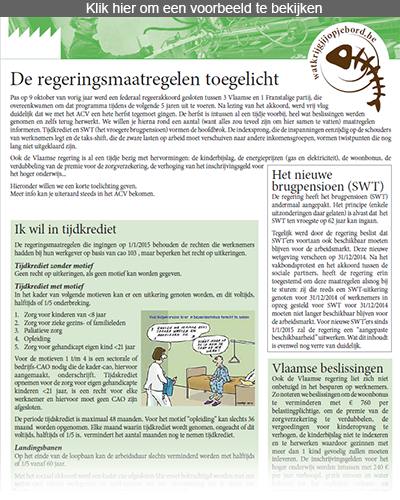 Klik hier om een voorbeeld te bekijken
watkrijgjijopjebord.be
De regeringsmaatregelen toegelicht
Pas op 9 oktober van vorig jaar werd een federaal regeerakkoord gesloten tussen 3 Vlaamse en 1 Franstalige partij, die
overeenkwamen om dat programma tijdens de volgende 5 jaren uit te voeren. Na lezing van het akkoord, werd vrij vlug
duidelijk dat we met het ACV een hete herfst tegemoet gingen. De herfst is intussen al een tijdje voorbij, heel wat beslissingen werden
genomen en zelfs terug herwerkt. We willen je hierna rond een aantal (want alles zou teveel zijn om hier samen te vatten) maatregelen
informeren. Tijdkrediet en SWT (het vroegere brugpensioen) vormen de hoofdbrok. De indexsprong, die de inspanningen eenzijdig op de schouders
van werknemers legt en de taks-shift, die de zware lasten op arbeid moet verschuiven naar andere inkomensgroepen, vormen twistpunten die nog
lang niet uitgeklaard zijn.
Ook de Vlaamse regering is al een tijdje bezig met hervormingen: de kinderbijslag, de energieprijzen (gas en elektriciteit), de woonbonus, de
verdubbeling van de premie voor de zorgverzekering, de verhoging van het inschrijvingsgeld voor
het hoger onderwijs...
Hieronder willen we een korte toelichting geven.
Meer info kan je uiteraard steeds in het ACV bekomen.
Het nieuwe
brugpensioen (SWT)
De regering heeft het brugpensioen (SWT)
andermaal aangepakt. Het principe (enkele
uitzonderingen daar gelaten) is alvast dat het
SWT ten vroegste op 62 jaar kan ingaan.
Tegelijk werd door de regering beslist dat
SWT'ers voortaan ook beschikbaar moeten
blijven voor de arbeidsmarkt. Deze nieuwe
wetgeving verscheen op 31/12/2014. Na het
vakbondsprotest en het akkoord tussen de
sociale partners, heeft de regering erin
toegestemd om deze maatregelen alsnog bij
te sturen: zij die reeds een SWT-uitkering
genoten voor 31/12/2014 of werknemers in
opzeg gesteld voor SWT voor 31/12/2014
moeten niet langer beschikbaar blijven voor
de arbeidsmarkt. Voor nieuwe SWT'ers sinds
1/1/2015 zal de regering een "aangepaste
beschikbaarheid" uitwerken. Wat dit inhoudt
is evenwel nog verre van duidelijk.
Ik wil in tijdkrediet
De regeringsmaatregelen die ingingen op 1/1/2015 behouden de rechten die werknemers
hadden bij hun werkgever op basis van cao 103 , maar beperken het recht op uitkeringen.
Tijdkrediet zonder motief
Geen recht op uitkeringen, als geen motief kan worden gegeven.
Tijdkrediet met motief
In het kader van volgende motieven kan er een uitkering genoten worden, en dit voltijds,
halftijds of 1/5 onderbreking.
1. Zorg voor kinderen van <8 jaar
2. Zorg voor zieke gezins- of familieleden
3. Paliatieve zorg
4. Opleiding
5. Zorg voor gehandicapt eigen kind <21 jaar
Voor de motieven 1 t/m 4 is een sectorale of
bedrijfs-CAO nodig die de kader-cao, hiervoor
aangemaakt, onderschrijft. Tijdskrediet
opnemen voor de zorg voor eigen gehandicapte
kinderen <21 jaar, is een recht voor elke
werknemer en hiervoor moet geen CAO zijn
afgesloten.
De periode tijdskrediet is maximaal 48 maanden. Voor het motief "opleiding" kan slechts 36
maand worden opgenomen. Elke maand waarin tijdkrediet wordt genomen, ongeacht of dit
voltijds, halftijds of 1/5 is, vermindert het aantal maanden nog te nemen tijdkrediet.
Landingsbanen
Op het einde van de loopbaan kan de arbeidsduur slechts verminderd worden met halftijds
of 1/5 vanaf 60 jaar.
Vlaamse beslissingen
Ook de Vlaamse regering liet zich niet
onbetuigd in het besparen op werknemers.
Zo noteren we beslissingen om de woonbonus
te verminderen met € 760 per
belastingplichtige, om de premie van de
zorgverzekering te verdubbelen, de
vergoedingen voor kinderopvang te
verhogen, de kinderbijslag niet te indexeren
en te herwerken waardoor gezinnen met
meer dan 1 kind gevoelig zullen moeten
inleveren. De inschrijvingsgelden voor het
hoger onderwijs werden intussen met 240 €